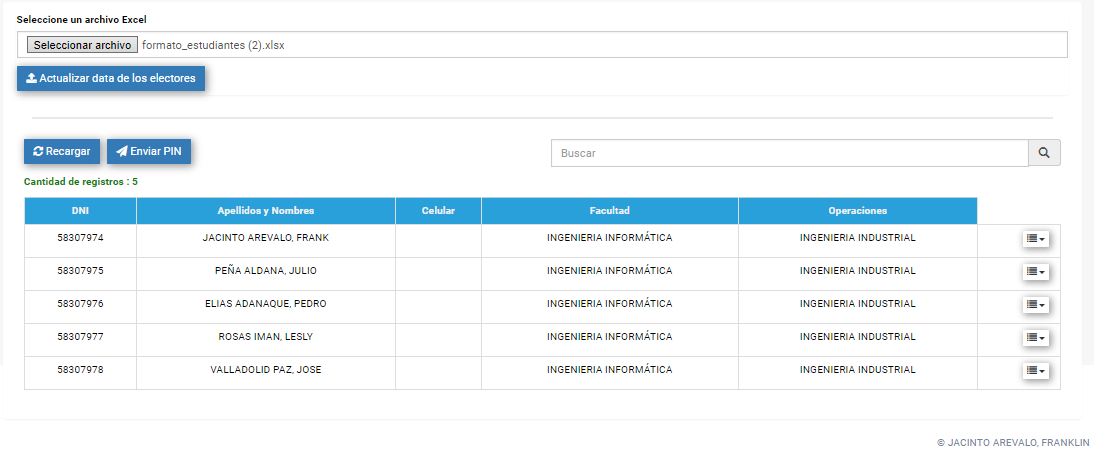 Seleccione un archivo Excel
Seleccionar archivo formato_estudiantes (2).xlsx
Actualizar data de los electores
Recargar Enviar PIN Buscar
Cantidad de registros : 5
DNI Apellidos y Nombres Celular Facultad Operaciones
58307974 JACINTO AREVALO, FRANK INGENIERIA INFORMÁTICA INGENIERIA INDUSTRIAL
58307975 PEÑA ALDANA, JULIO INGENIERIA INFORMÁTICA INGENIERIA INDUSTRIAL
58307976 ELIAS ADANAQUE, PEDRO INGENIERIA INFORMÁTICA INGENIERIA INDUSTRIAL
58307977 ROSAS IMAN, LESLY INGENIERIA INFORMÁTICA INGENIERIA INDUSTRIAL
58307978 VALLADOLID PAZ, JOSE INGENIERIA INFORMÁTICA INGENIERIA INDUSTRIAL
© JACINTO AREVALO, FRANKLIN